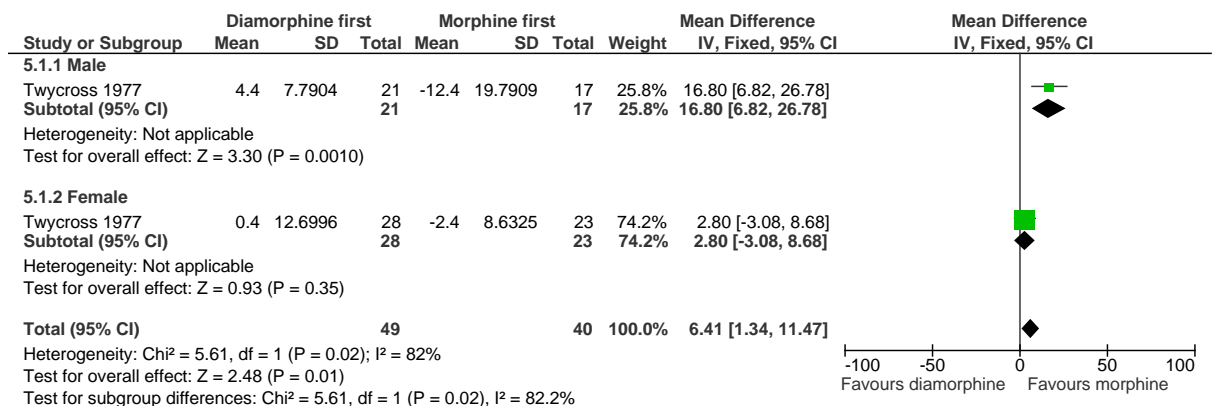 Diamorphine first Morphine first Mean Difference Mean Difference
Study or Subgroup Mean SD Total Mean SD Total Weight IV, Fixed, 95% CI IV, Fixed, 95% CI
5.1.1 Male
Twycross 1977 4.4 7.7904 21 -12.4 19.7909 17 25.8% 16.80 [6.82, 26.78]
Subtotal (95% CI) 21 17 25.8% 16.80 [6.82, 26.78]
Heterogeneity: Not applicable
Test for overall effect: Z = 3.30 (P = 0.0010)
5.1.2 Female
Twycross 1977 0.4 12.6996 28 -2.4 8.6325 23 74.2% 2.80 [-3.08, 8.68]
Subtotal (95% CI) 28 23 74.2% 2.80 [-3.08, 8.68]
Heterogeneity: Not applicable
Test for overall effect: Z = 0.93 (P = 0.35)
Total (95% CI) 49 40 100.0% 6.41 [1.34, 11.47]
Heterogeneity: Chi² = 5.61, df = 1 (P = 0.02); I² = 82%
Test for overall effect: Z = 2.48 (P = 0.01)
Test for subgroup differences: Chi² = 5.61, df = 1 (P = 0.02), I² = 82.2%
-100 -50 0 50 100
Favours diamorphine Favours morphine